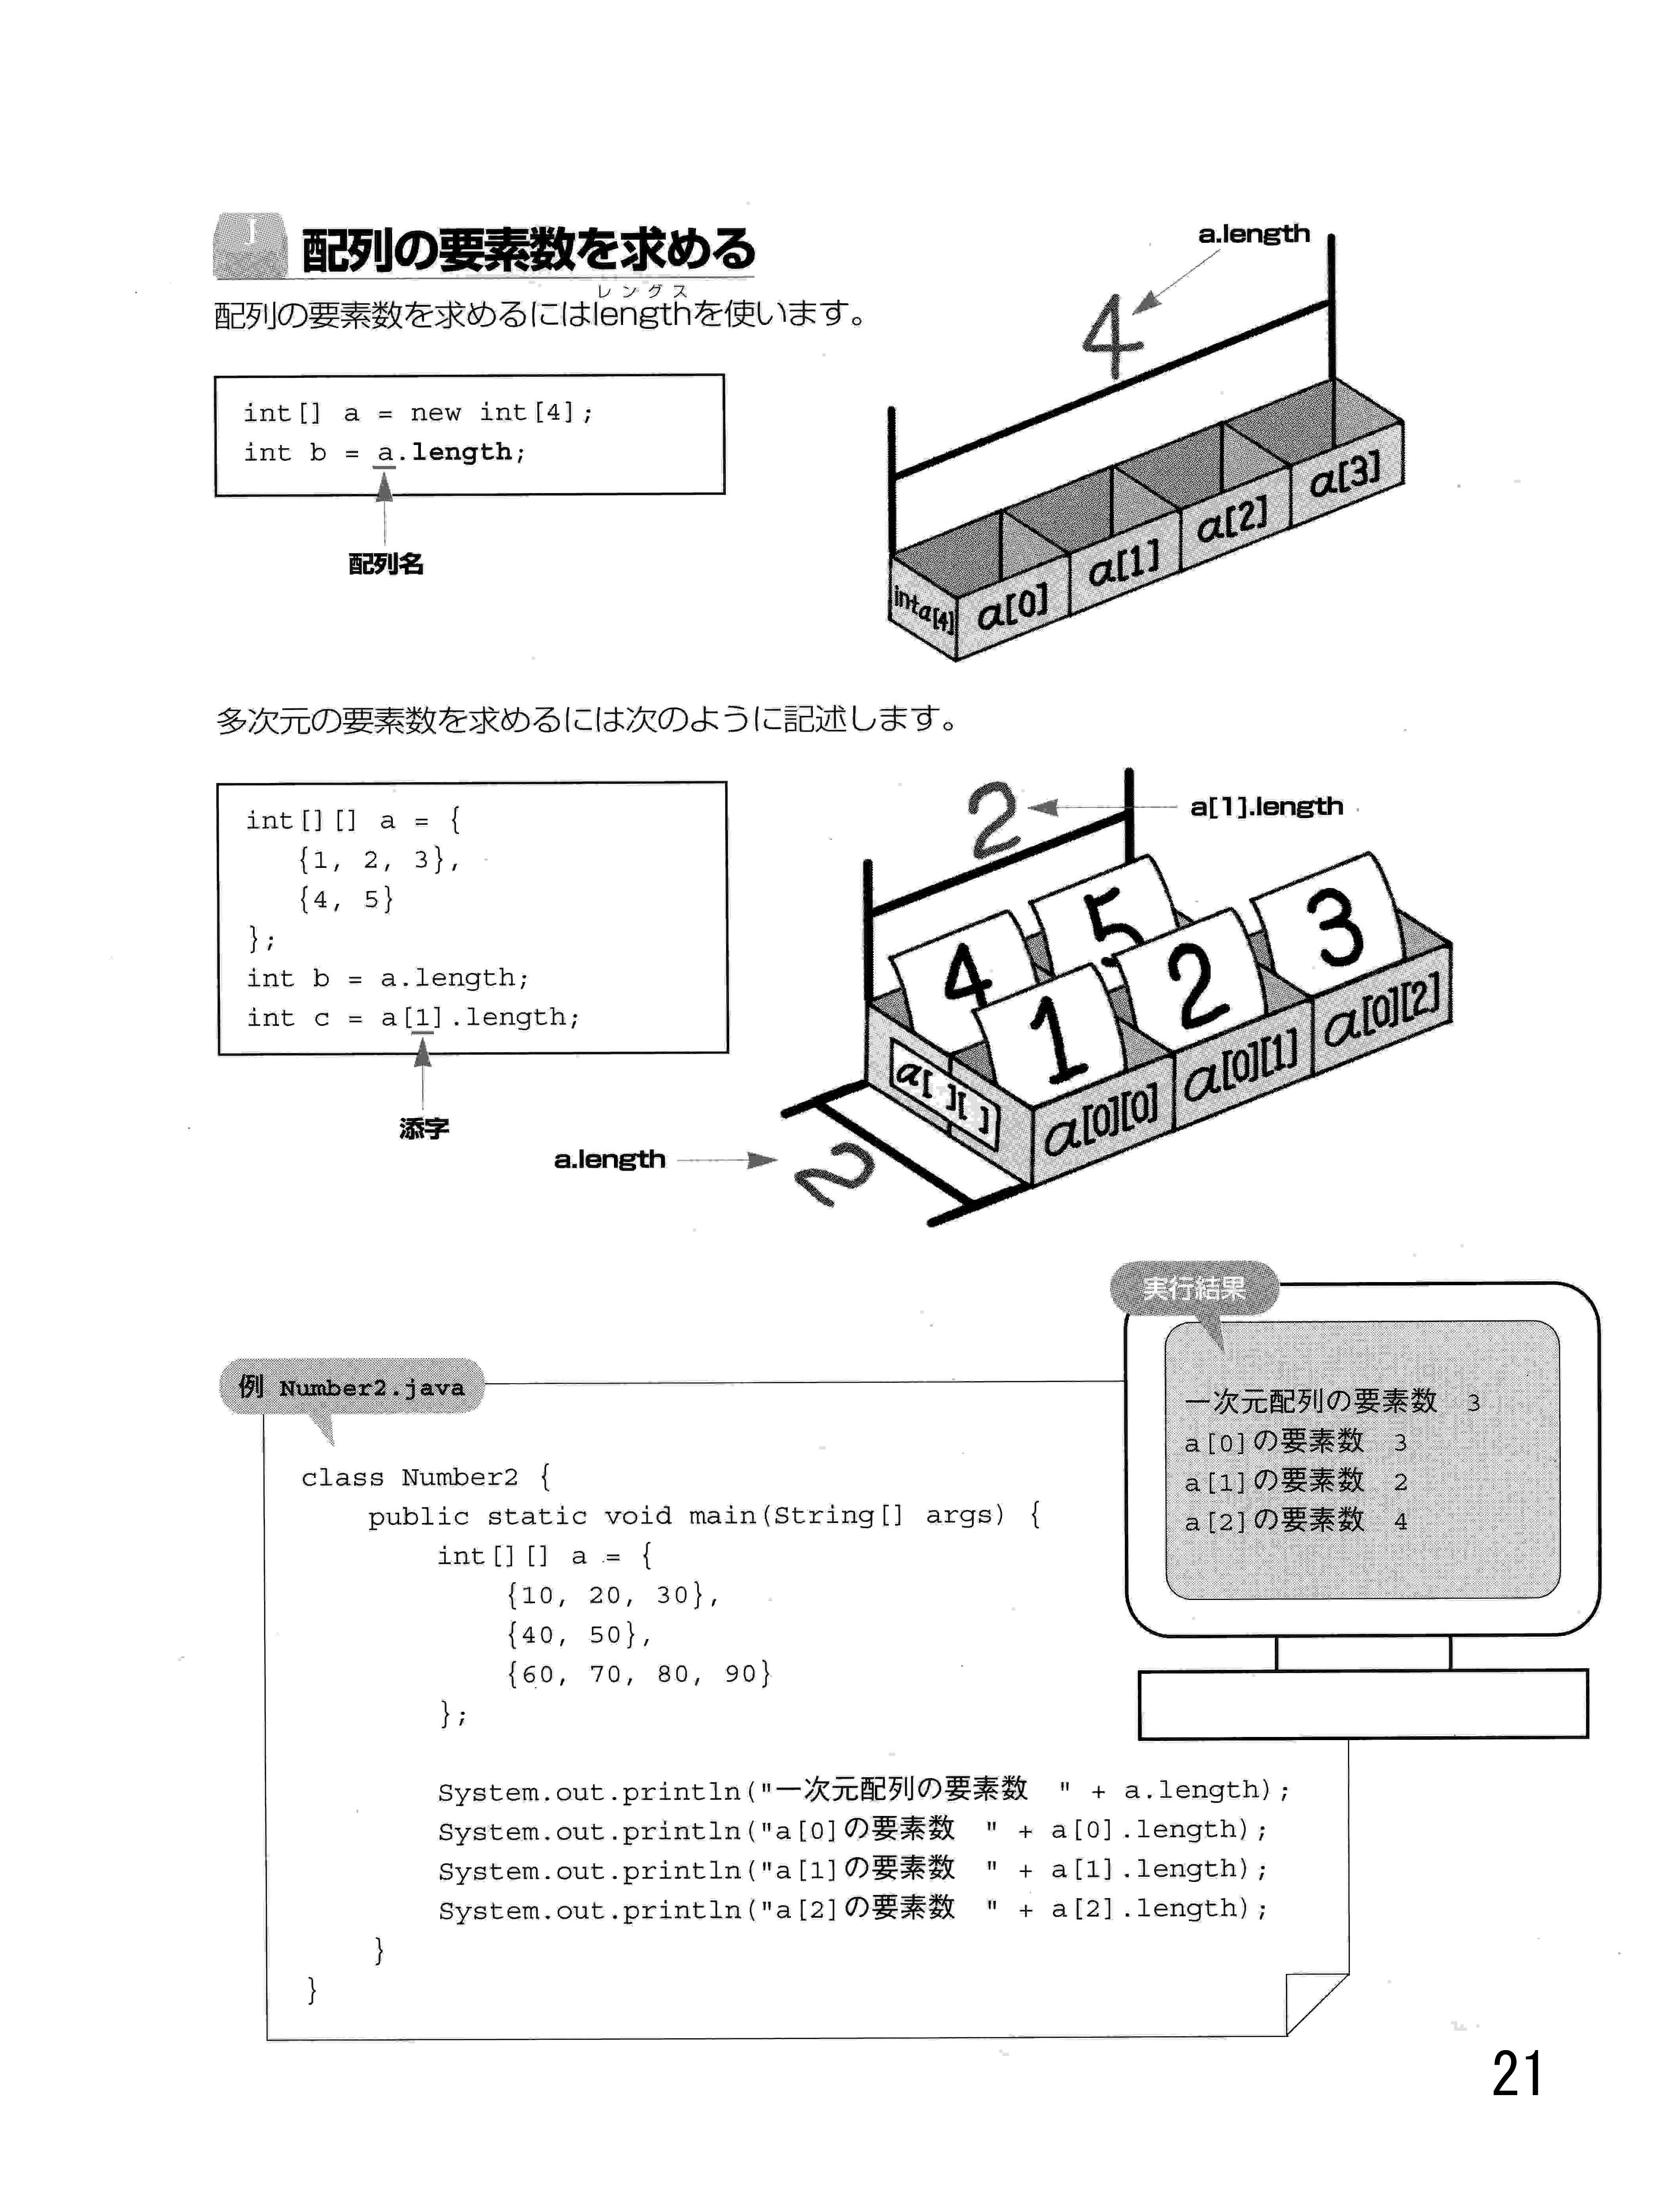 J
配列の要素数を求める
レングス
配列の要素数を求めるにはlengthを使います。
int[] a = new int[4];
int b = a.length;
配列名
a.length
4
inta[4]
a[0]
a[1]
a[2]
a[3]
多次元の要素数を求めるには次のように記述します。
int[][] a = {
{1, 2, 3},
{4, 5}
};
int b = a.length;
int c = a[1].length;
添字
2
a[1].length
4
5
1
2
3
a[ ][ ]
a[0][0]
a[0][1]
a[0][2]
a.length
2
実行結果
一次元配列の要素数 3
a[0]の要素数 3
a[1]の要素数 2
a[2]の要素数 4
例 Number2.java
class Number2 {
public static void main(String[] args) {
int[][] a = {
{10, 20, 30},
{40, 50},
{60, 70, 80, 90}
};
System.out.println("一次元配列の要素数 " + a.length);
System.out.println("a[0]の要素数 " + a[0].length);
System.out.println("a[1]の要素数 " + a[1].length);
System.out.println("a[2]の要素数 " + a[2].length);
}
}
21